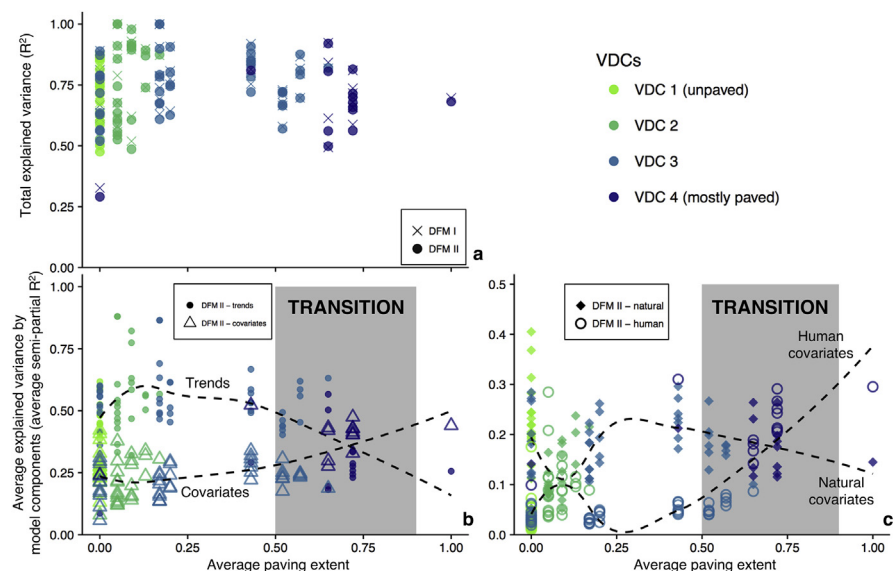 1.00
0.75
0.50
0.25
0.00
Total explained variance (R²)
DFM I
DFM II
a
VDCs
VDC 1 (unpaved)
VDC 2
VDC 3
VDC 4 (mostly paved)
1.00
0.75
0.50
0.25
0.00
Average explained variance by
model components (average semi-partial R²)
DFM II – trends
DFM II – covariates
TRANSITION
Trends
Covariates
b
0.00
0.25
0.50
0.75
1.00
Average paving extent
0.5
0.4
0.3
0.2
0.1
0.0
DFM II – natural
DFM II – human
TRANSITION
Human
covariates
Natural
covariates
c
0.00
0.25
0.50
0.75
1.00
Average paving extent